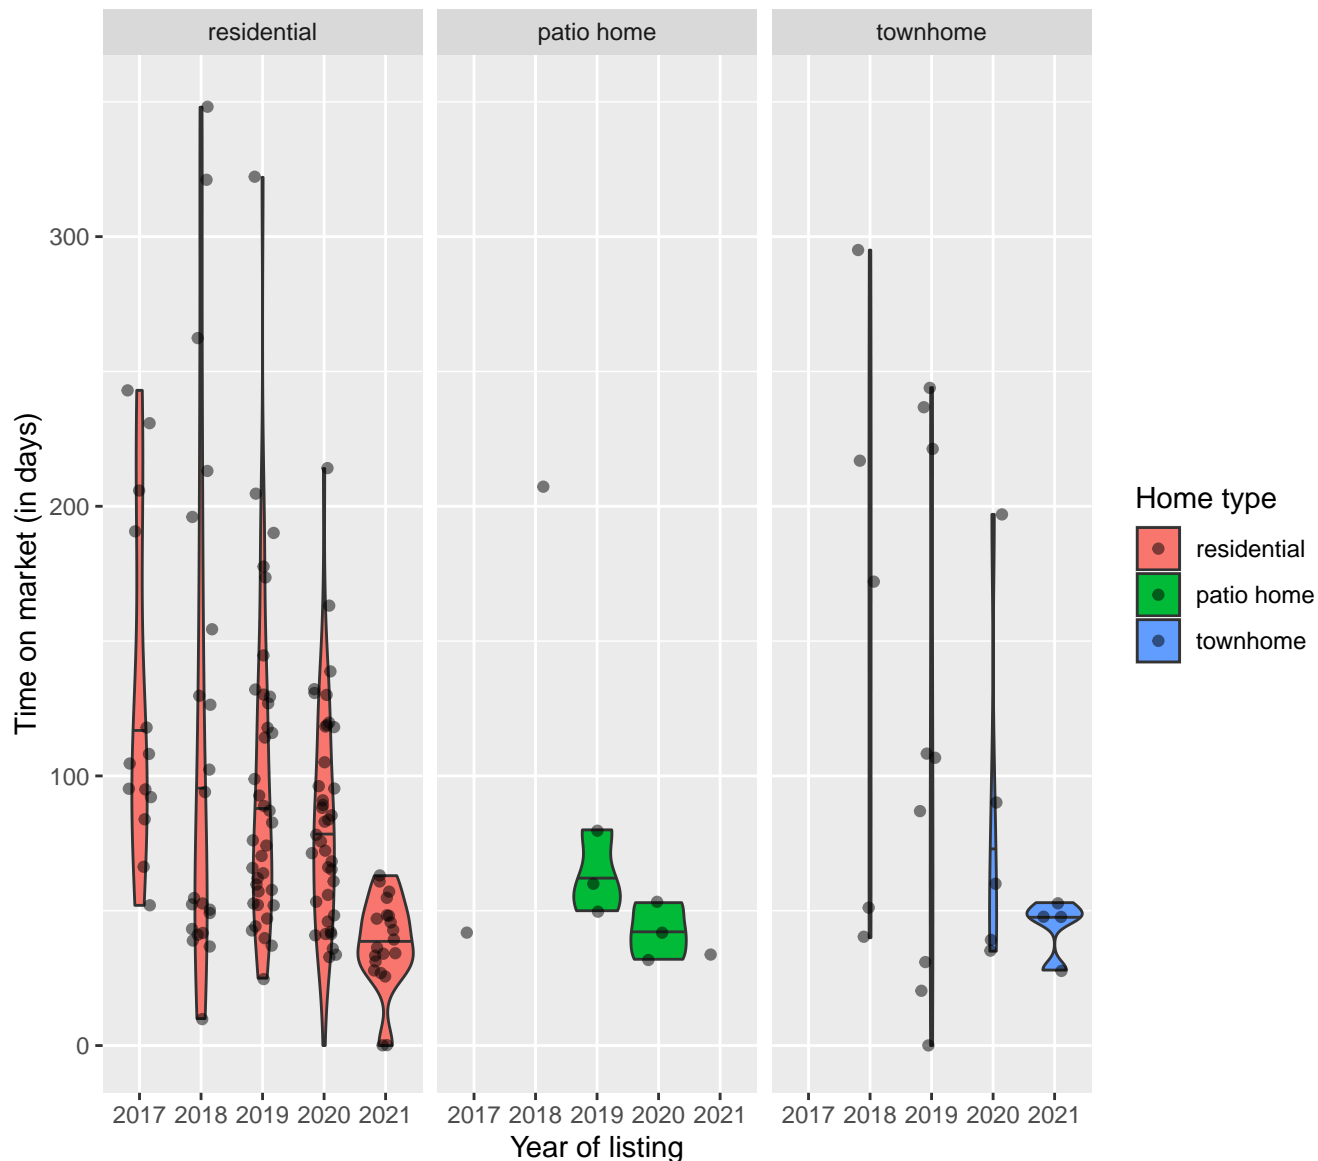 residential patio home townhome
300
200
100
0
Time on market (in days)
2017 2018 2019 2020 2021 2017 2018 2019 2020 2021 2017 2018 2019 2020 2021
Year of listing
Home type
residential
patio home
townhome